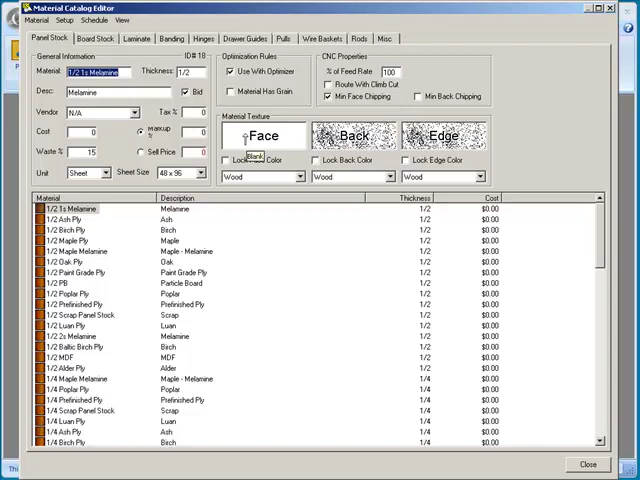 Material Catalog Editor
Material Setup Schedule View
Panel Stock Board Stock Laminate Banding Hinges Drawer Guides Pulls Wire Baskets Rods Misc
General Information ID# 18
Material: 1/2 1s Melamine Thickness: 1/2
Desc: Melamine Bid
Vendor N/A Tax % 0
Cost 0 Markup % 0
Waste % 15 Sell Price 0
Unit Sheet Sheet Size 48 x 96
Optimization Rules
Use With Optimizer
Material Has Grain
CNC Properties
% of Feed Rate 100
Route With Climb Cut
Min Face Chipping Min Back Chipping
Material Texture
Face Back Edge
Blank
Lock Color Lock Back Color Lock Edge Color
Wood Wood Wood
Material Description Thickness Cost
1/2 1s Melamine Melamine 1/2 $0.00
1/2 Ash Ply Ash 1/2 $0.00
1/2 Birch Ply Birch 1/2 $0.00
1/2 Maple Ply Maple 1/2 $0.00
1/2 Maple Melamine Maple - Melamine 1/2 $0.00
1/2 Oak Ply Oak 1/2 $0.00
1/2 Paint Grade Ply Paint Grade Ply 1/2 $0.00
1/2 PB Particle Board 1/2 $0.00
1/2 Poplar Ply Poplar 1/2 $0.00
1/2 Prefinished Ply Prefinished Ply 1/2 $0.00
1/2 Scrap Panel Stock Scrap 1/2 $0.00
1/2 Luan Ply Luan 1/2 $0.00
1/2 2s Melamine Melamine 1/2 $0.00
1/2 Baltic Birch Ply Birch 1/2 $0.00
1/2 MDF MDF 1/2 $0.00
1/2 Alder Ply Alder 1/2 $0.00
1/4 Maple Melamine Maple - Melamine 1/4 $0.00
1/4 Poplar Ply Poplar 1/4 $0.00
1/4 Prefinished Ply Prefinished Ply 1/4 $0.00
1/4 Scrap Panel Stock Scrap 1/4 $0.00
1/4 Luan Ply Luan 1/4 $0.00
1/4 Ash Ply Ash 1/4 $0.00
1/4 Birch Ply Birch 1/4 $0.00
Close